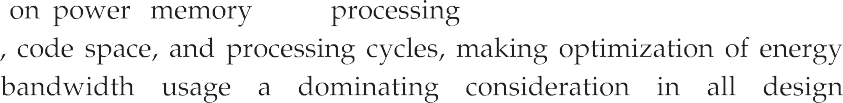 on power memory processing
, code space, and processing cycles, making optimization of energy
bandwidth usage a dominating consideration in all design